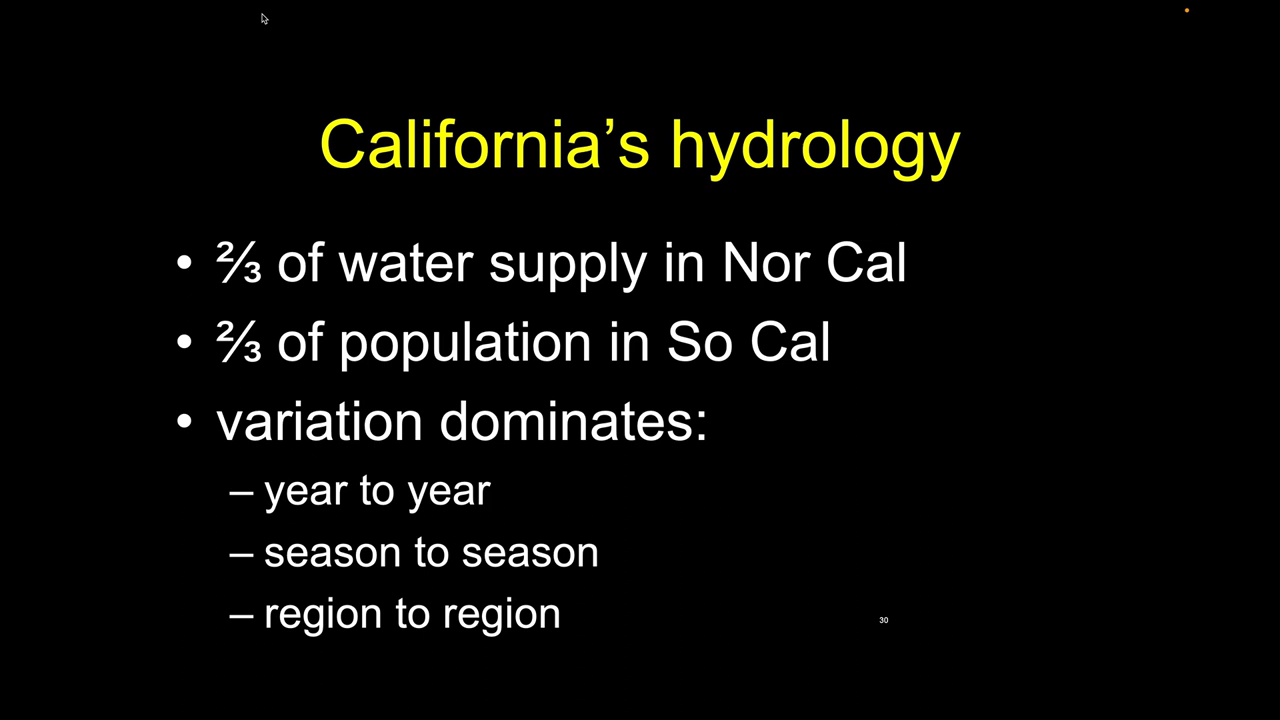 California’s hydrology
• ⅔ of water supply in Nor Cal
• ⅔ of population in So Cal
• variation dominates:
– year to year
– season to season
– region to region
30